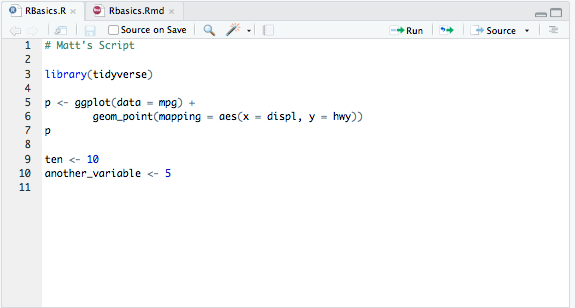 RBasics.R × Rbasics.Rmd ×
Source on Save Run Source
1 # Matt's Script
2
3 library(tidyverse)
4
5 p <- ggplot(data = mpg) +
6 geom_point(mapping = aes(x = displ, y = hwy))
7 p
8
9 ten <- 10
10 another_variable <- 5
11